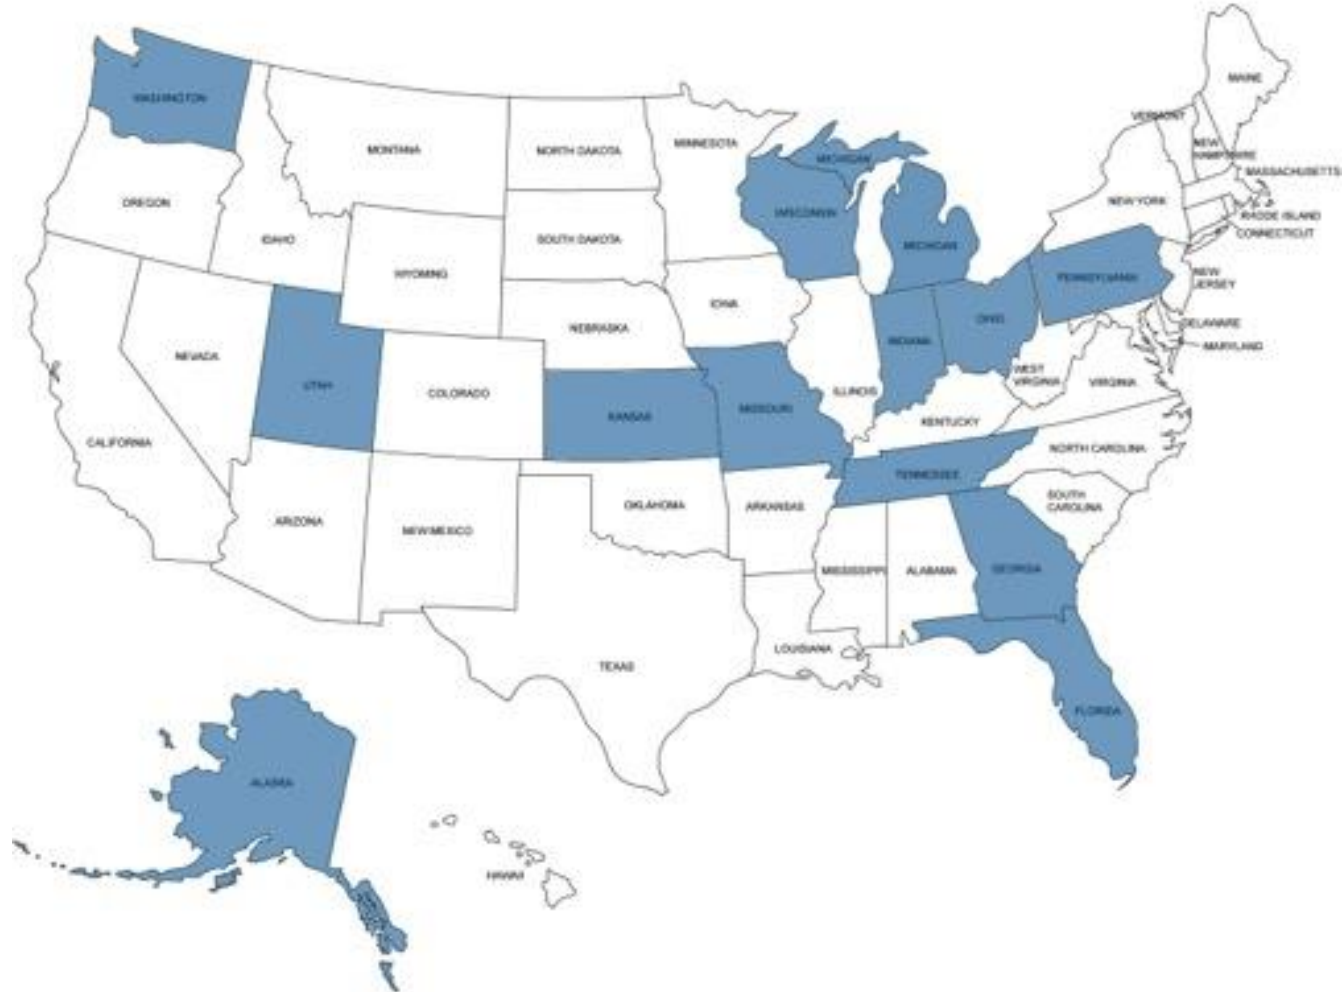 MAINE
WASHINGTON
VERMONT
MONTANA
NORTH DAKOTA
MINNESOTA
NEW
HAMPSHIRE
MICHIGAN
MASSACHUSETTS
OREGON
NEW YORK
WISCONSIN
RHODE ISLAND
CONNECTICUT
IDAHO
SOUTH DAKOTA
MICHIGAN
WYOMING
PENNSYLVANIA
NEW
JERSEY
IOWA
OHIO
NEBRASKA
DELAWARE
INDIANA
MARYLAND
NEVADA
UTAH
COLORADO
ILLINOIS
WEST
VIRGINIA
VIRGINIA
KANSAS
MISSOURI
KENTUCKY
CALIFORNIA
NORTH CAROLINA
TENNESSEE
SOUTH
CAROLINA
OKLAHOMA
ARKANSAS
ARIZONA
NEW MEXICO
MISSISSIPPI
ALABAMA
GEORGIA
LOUISIANA
TEXAS
FLORIDA
ALASKA
HAWAII